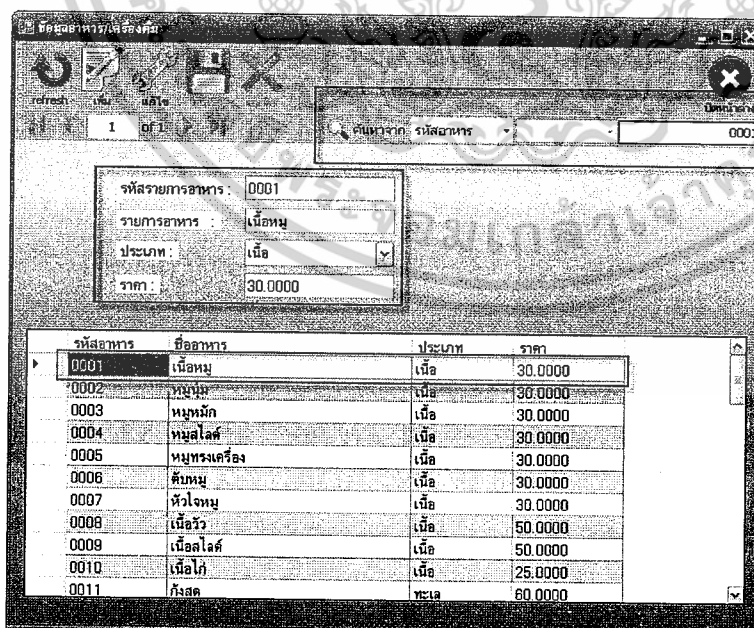 ข้อมูลอาหาร/เครื่องดื่ม
refresh เพิ่ม แก้ไข
ปิดหน้าต่าง
1 of 1
ค้นหาจาก รหัสอาหาร 0001
รหัสรายการอาหาร : 0001
รายการอาหาร : เนื้อหมู
ประเภท : เนื้อ
ราคา : 30.0000
รหัสอาหาร ชื่ออาหาร ประเภท ราคา
0001 เนื้อหมู เนื้อ 30.0000
0002 หมูนุ่ม เนื้อ 30.0000
0003 หมูหมัก เนื้อ 30.0000
0004 หมูสไลด์ เนื้อ 30.0000
0005 หมูทรงเครื่อง เนื้อ 30.0000
0006 ตับหมู เนื้อ 30.0000
0007 หัวใจหมู เนื้อ 30.0000
0008 เนื้อวัว เนื้อ 50.0000
0009 เนื้อสไลด์ เนื้อ 50.0000
0010 เนื้อไก่ เนื้อ 25.0000
0011 กุ้งสด ทะเล 60.0000